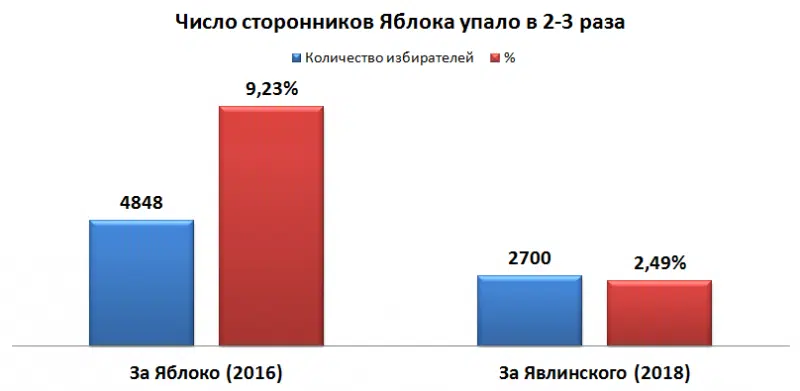 Число сторонников Яблока упало в 2-3 раза
Количество избирателей %
9,23%
4848
2700 2,49%
За Яблоко (2016) За Явлинского (2018)